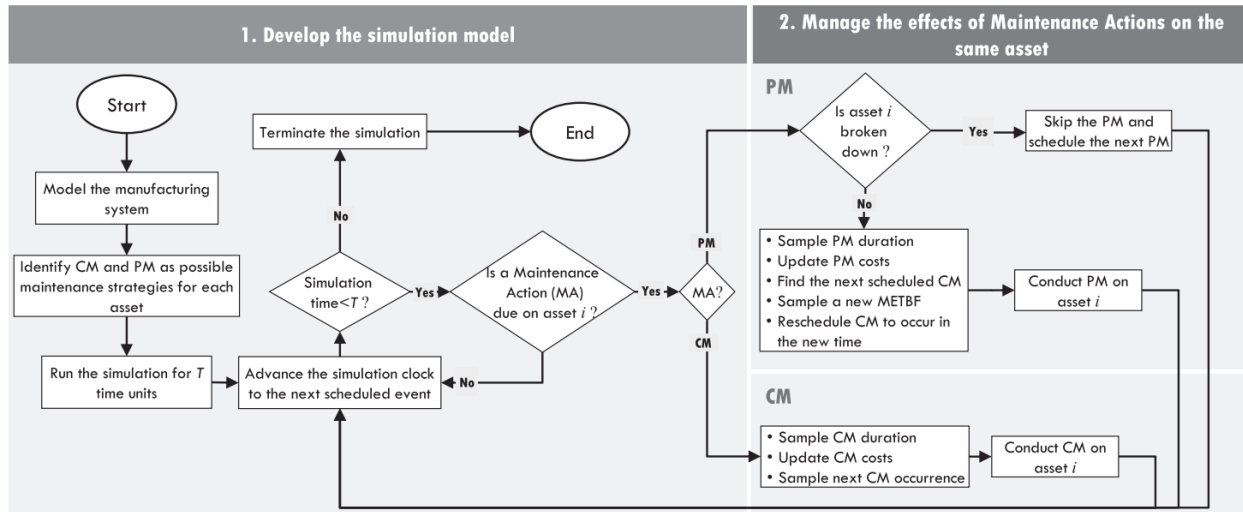 1. Develop the simulation model
2. Manage the effects of Maintenance Actions on the
same asset
Start
Model the manufacturing
system
Identify CM and PM as possible
maintenance strategies for each
asset
Run the simulation for T
time units
Terminate the simulation
End
No
Simulation
time<T ?
Yes
Advance the simulation clock
to the next scheduled event
Is a Maintenance
Action (MA)
due on asset i ?
No
Yes
MA?
PM
CM
PM
Is asset i
broken
down ?
Yes
Skip the PM and
schedule the next PM
No
• Sample PM duration
• Update PM costs
• Find the next scheduled CM
• Sample a new METBF
• Reschedule CM to occur in
the new time
Conduct PM on
asset i
CM
• Sample CM duration
• Update CM costs
• Sample next CM occurrence
Conduct CM on
asset i